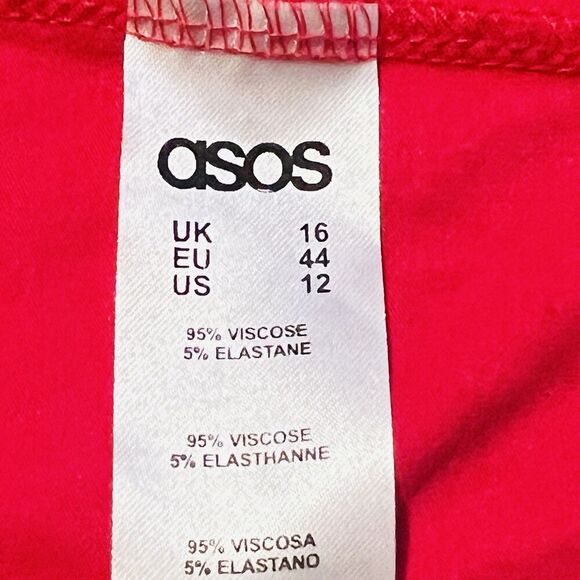 asos
UK 16
EU 44
US 12
95% VISCOSE
5% ELASTANE
95% VISCOSE
5% ELASTHANNE
95% VISCOSA
5% ELASTANO